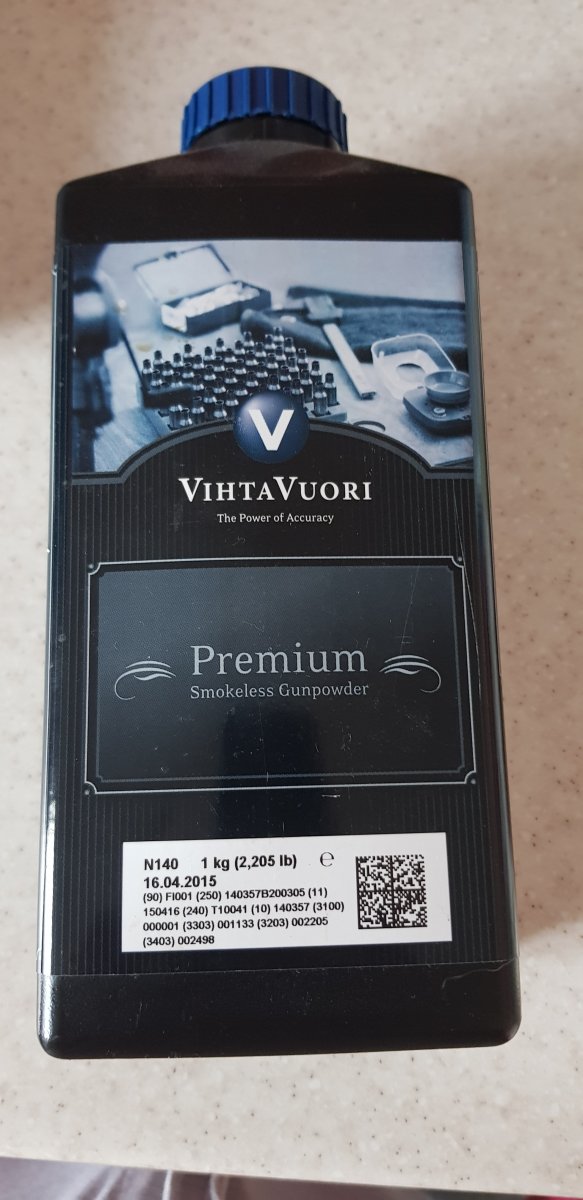 V
VIHTAVUORI
The Power of Accuracy
Premium
Smokeless Gunpowder
N140 1 kg (2,205 lb) ℮
16.04.2015
(90) FI001 (250) 140357B200305 (11)
150416 (240) T10041 (10) 140357 (3100)
000001 (3303) 001133 (3203) 002205
(3403) 002498